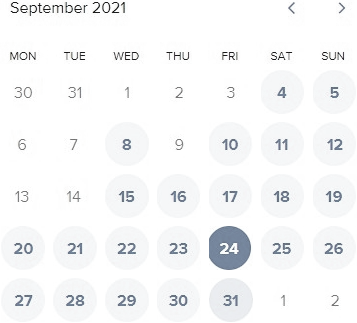 September 2021
MON TUE WED THU FRI SAT SUN
30 31 1 2 3 4 5
6 7 8 9 10 11 12
13 14 15 16 17 18 19
20 21 22 23 24 25 26
27 28 29 30 31 1 2